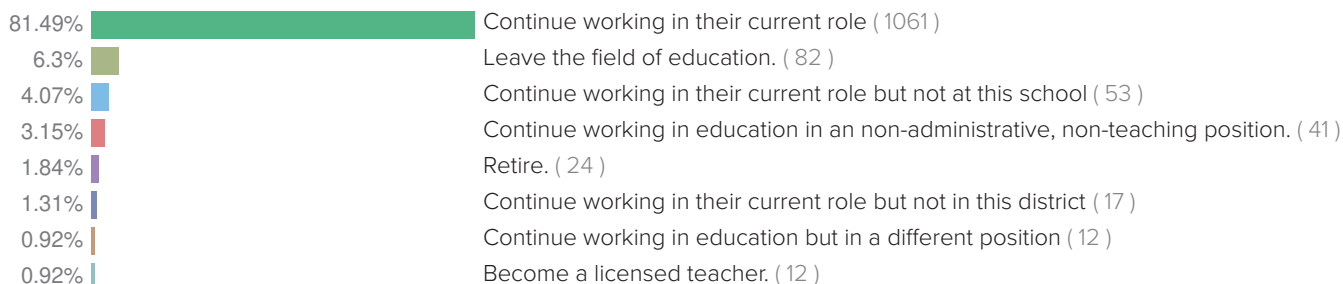 81.49% Continue working in their current role ( 1061 )
6.3% Leave the field of education. ( 82 )
4.07% Continue working in their current role but not at this school ( 53 )
3.15% Continue working in education in an non-administrative, non-teaching position. ( 41 )
1.84% Retire. ( 24 )
1.31% Continue working in their current role but not in this district ( 17 )
0.92% Continue working in education but in a different position ( 12 )
0.92% Become a licensed teacher. ( 12 )